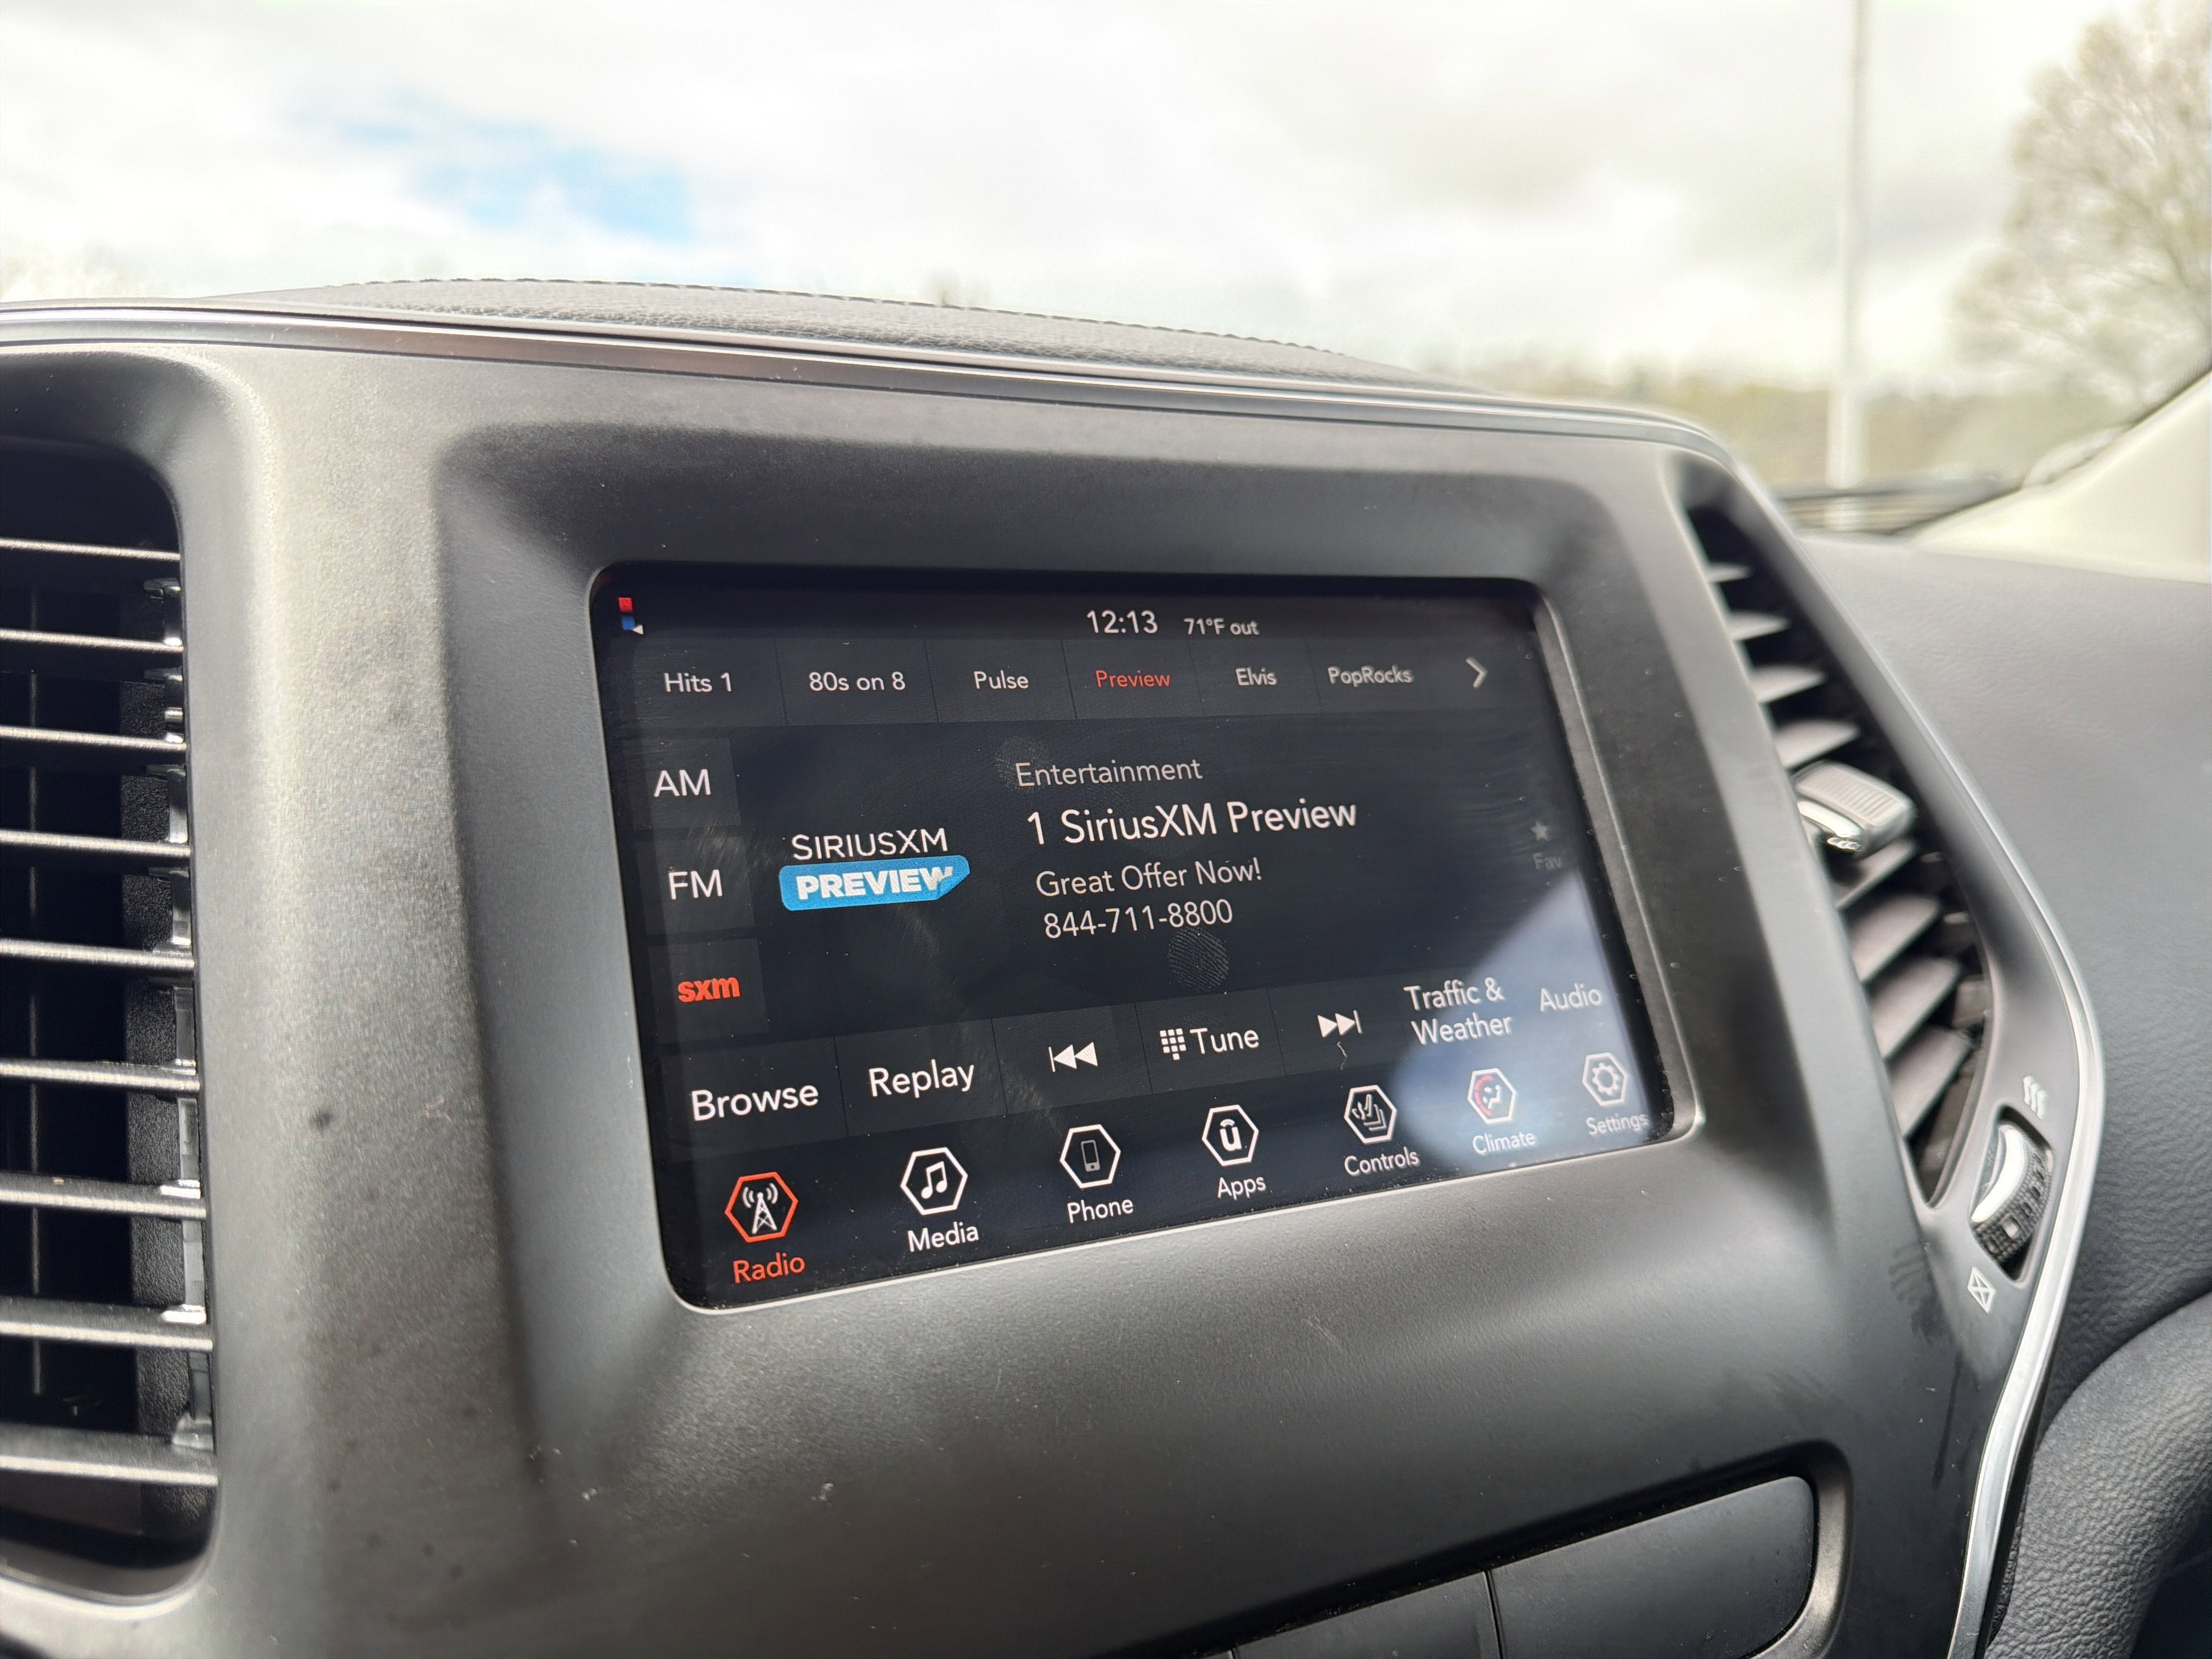 12:13 71°F out
Hits 1 80s on 8 Pulse Preview Elvis PopRocks
AM
FM
sxm
SIRIUSXM
PREVIEW
Entertainment
1 SiriusXM Preview
Great Offer Now!
844-711-8800
Fav
Browse Replay Tune Traffic &
Weather Audio
Radio Media Phone Apps Controls Climate Settings